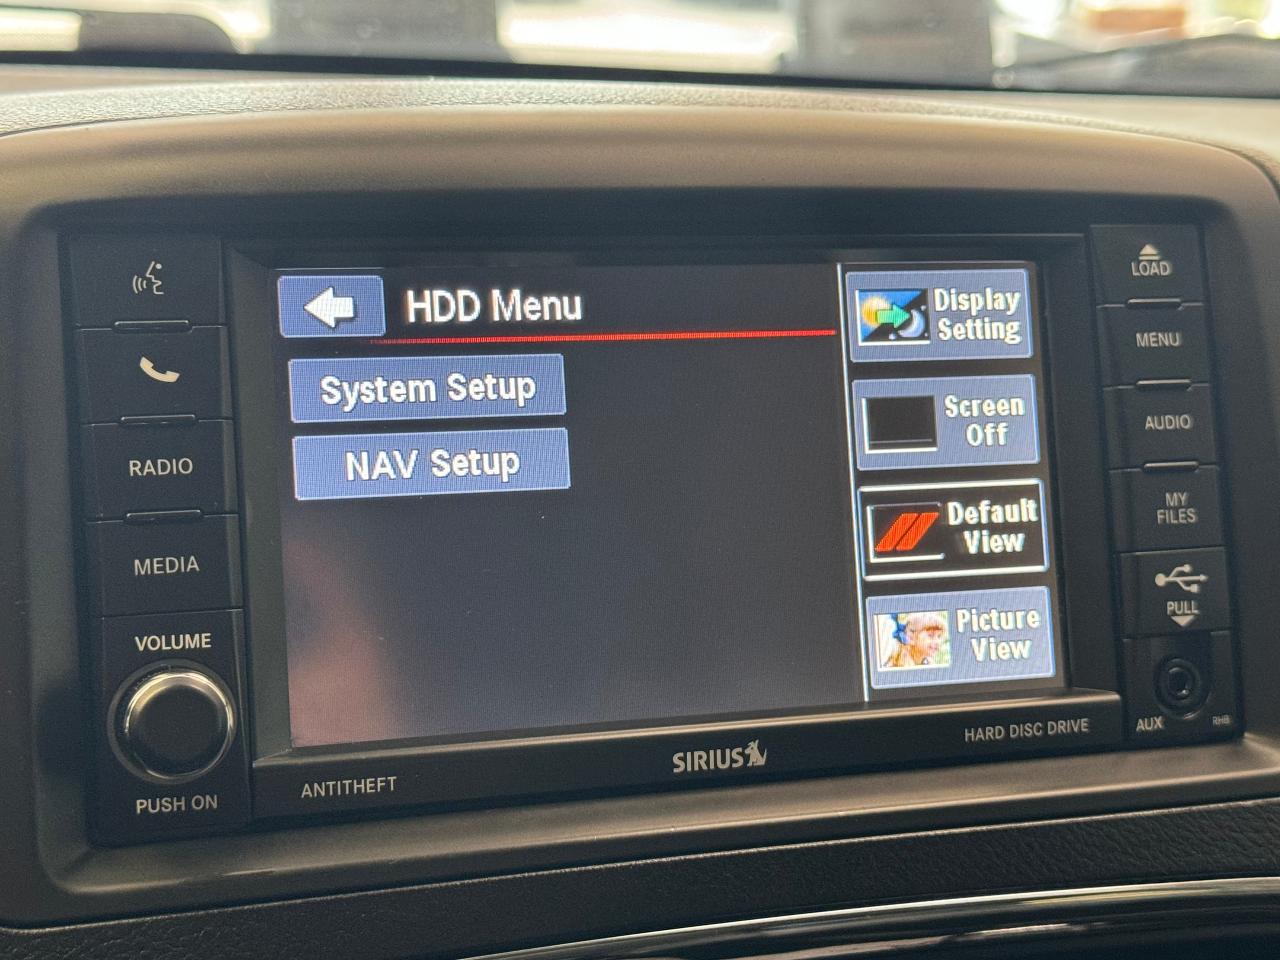 HDD Menu
System Setup
NAV Setup
Display
Setting
Screen
Off
Default
View
Picture
View
RADIO
MEDIA
VOLUME
PUSH ON
LOAD
MENU
AUDIO
MY
FILES
PULL
AUX
RHB
ANTITHEFT
SIRIUS
HARD DISC DRIVE